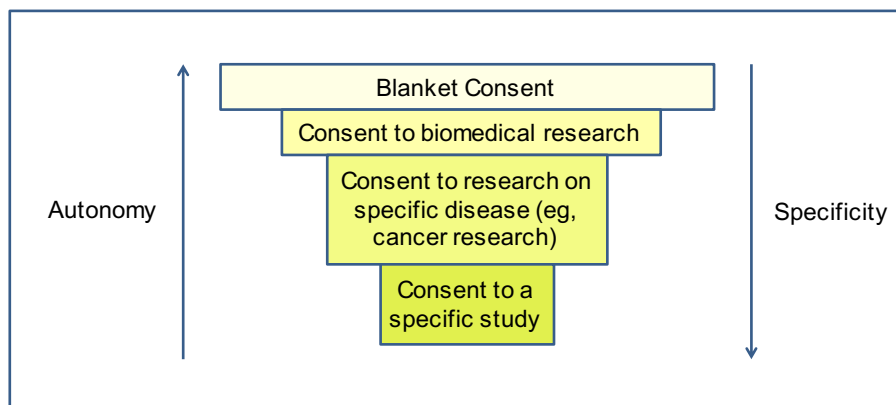 Blanket Consent
Consent to biomedical research
Consent to research on
specific disease (eg,
cancer research)
Autonomy
Specificity
Consent to a
specific study